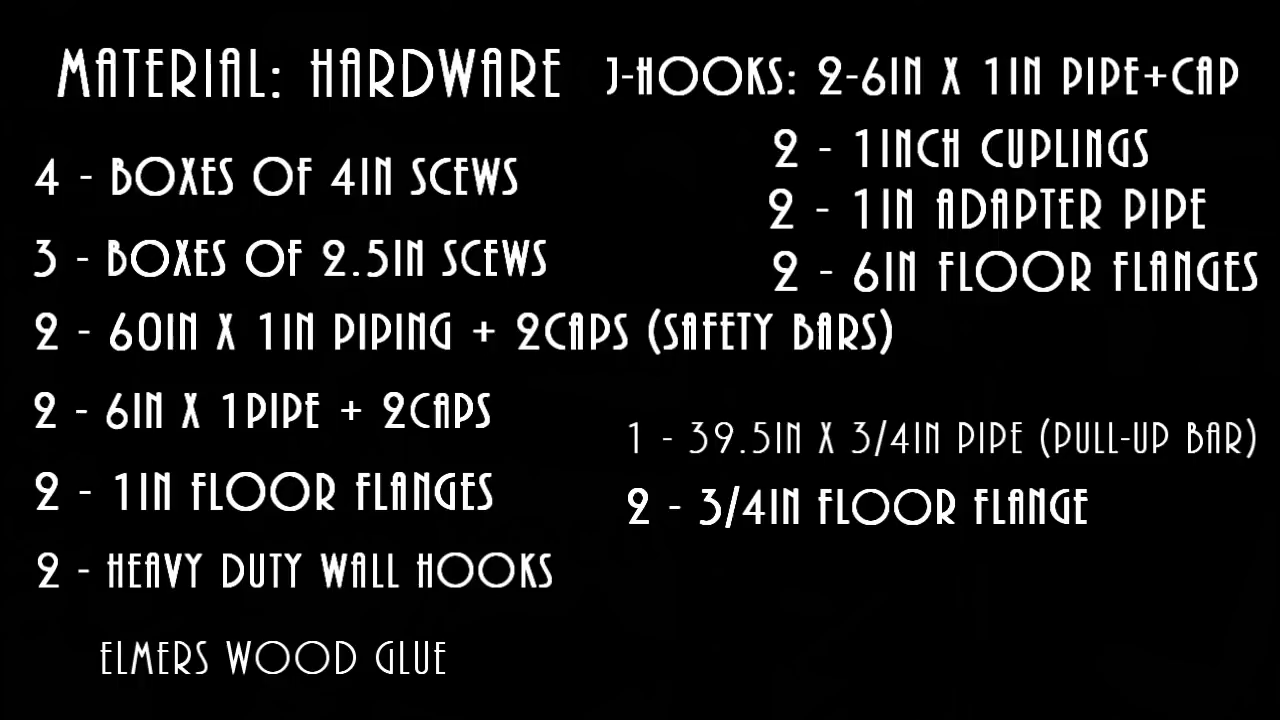 MATERIAL: HARDWARE
4 - BOXES OF 4IN SCEWS
3 - BOXES OF 2.5IN SCEWS
2 - 60IN X 1IN PIPING + 2CAPS (SAFETY BARS)
2 - 6IN X 1PIPE + 2CAPS
2 - 1IN FLOOR FLANGES
2 - HEAVY DUTY WALL HOOKS
ELMERS WOOD GLUE
J-HOOKS: 2-6IN X 1IN PIPE+CAP
2 - 1INCH CUPLINGS
2 - 1IN ADAPTER PIPE
2 - 6IN FLOOR FLANGES
1 - 39.5IN X 3/4IN PIPE (PULL-UP BAR)
2 - 3/4IN FLOOR FLANGE